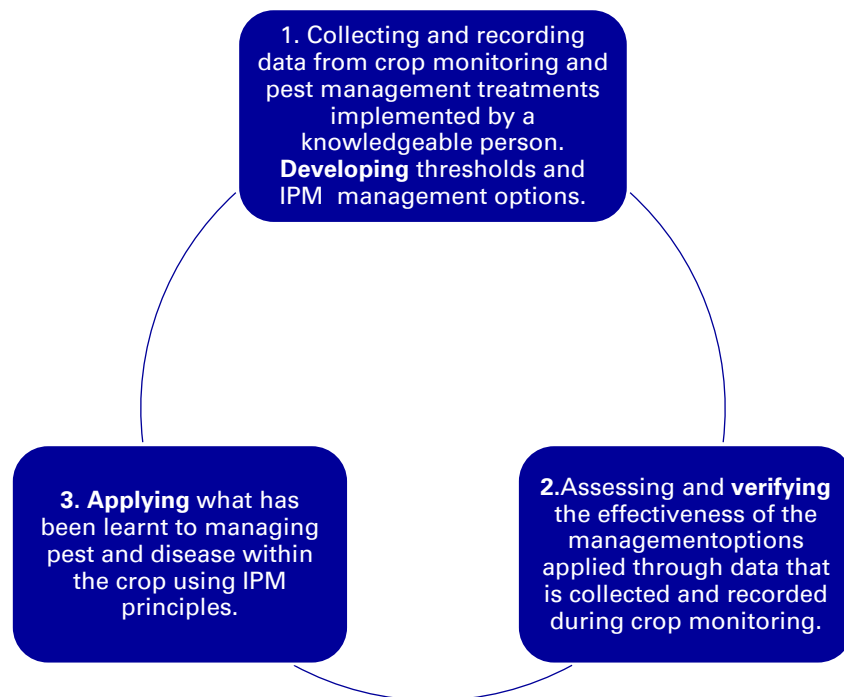 1. Collecting and recording
data from crop monitoring and
pest management treatments
implemented by a
knowledgeable person.
Developing thresholds and
IPM  management options.
2.Assessing and verifying
the effectiveness of the
managementoptions
applied through data that
is collected and recorded
during crop monitoring.
3. Applying what has
been learnt to managing
pest and disease within
the crop using IPM
principles.